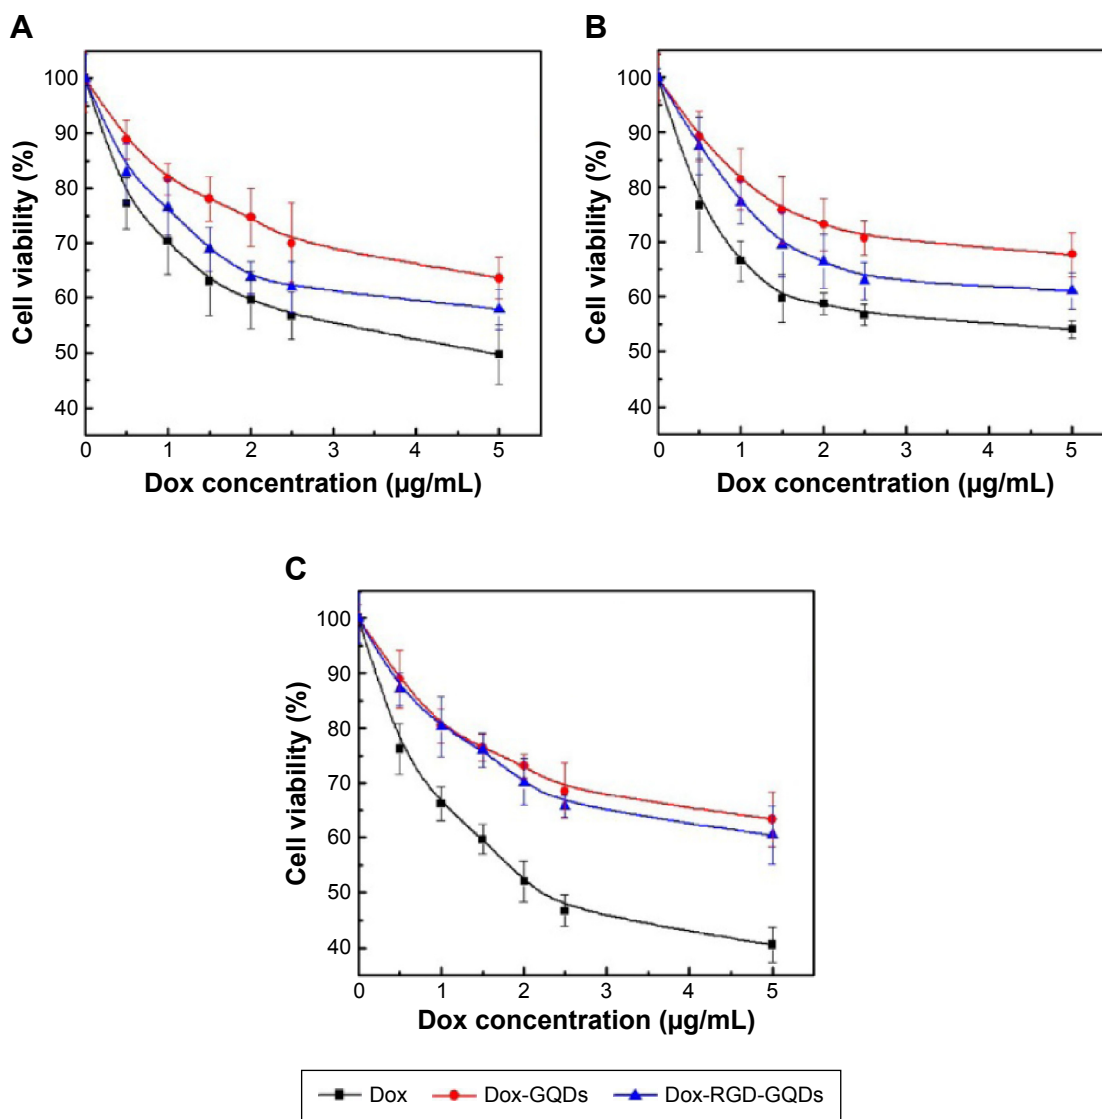 A
B
100
90
80
70
60
50
40
Cell viability (%)
0 1 2 3 4 5
Dox concentration (µg/mL)
100
90
80
70
60
50
40
Cell viability (%)
0 1 2 3 4 5
Dox concentration (µg/mL)
C
100
90
80
70
60
50
40
Cell viability (%)
0 1 2 3 4 5
Dox concentration (µg/mL)
Dox Dox-GQDs Dox-RGD-GQDs